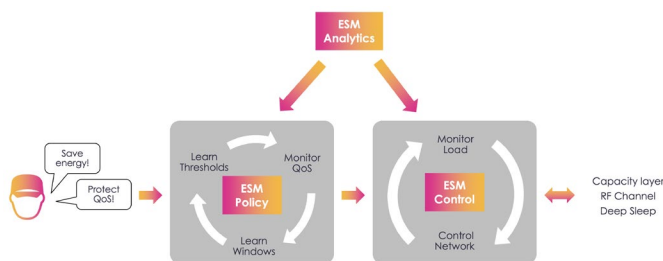 ESM
Analytics
Save
energy!
Protect
QoS!
Learn
Thresholds
Monitor
QoS
ESM
Policy
Learn
Windows
Monitor
Load
ESM
Control
Control
Network
Capacity layer
RF Channel
Deep Sleep